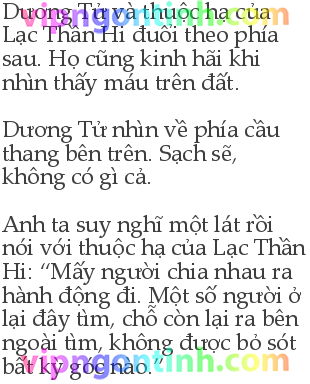 Dương Tử và thuộc hạ của
Lạc Thần Hi đuổi theo phía
sau. Họ cũng kinh hãi khi
nhìn thấy máu trên đất.
Dương Tử nhìn về phía cầu
thang bên trên. Sạch sẽ,
không có gì cả.
Anh ta suy nghĩ một lát rồi
nói với thuộc hạ của Lạc Thần
Hi: “Mấy người chia nhau ra
hành động đi. Một số người ở
lại đây tìm, chỗ còn lại ra bên
ngoài tìm, không được bỏ sót
bất kỳ góc nào.”
vipngontinh.com
vipngontinh.com